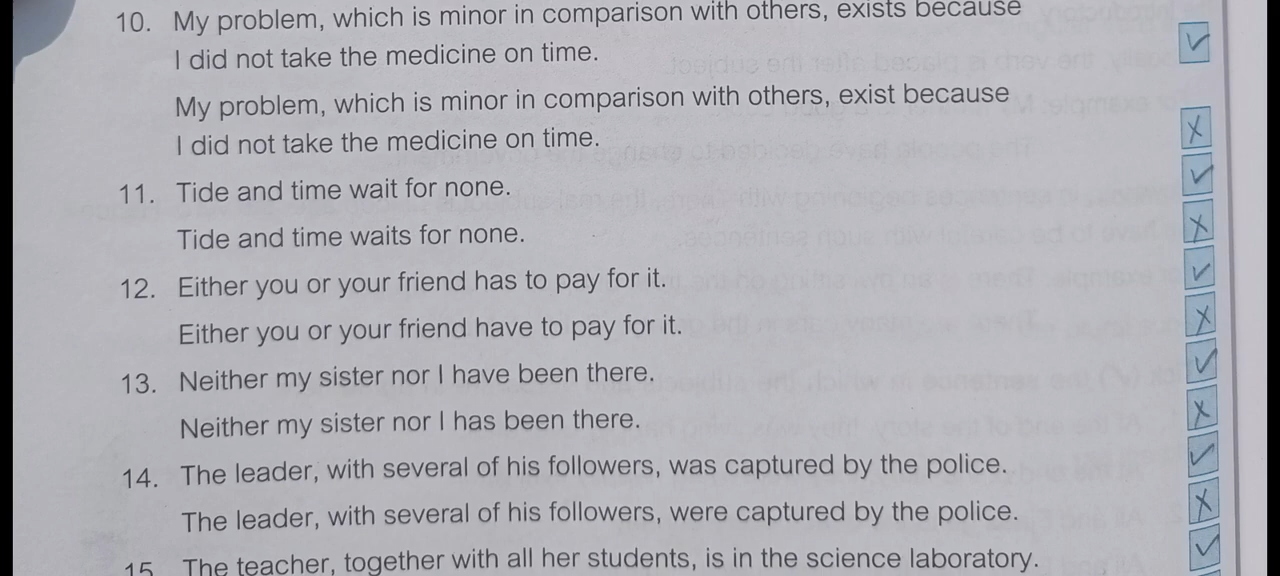 10. My problem, which is minor in comparison with others, exists because
I did not take the medicine on time. ✓
My problem, which is minor in comparison with others, exist because
I did not take the medicine on time. ✗
11. Tide and time wait for none. ✓
Tide and time waits for none. ✗
12. Either you or your friend has to pay for it. ✓
Either you or your friend have to pay for it. ✗
13. Neither my sister nor I have been there. ✓
Neither my sister nor I has been there. ✗
14. The leader, with several of his followers, was captured by the police. ✓
The leader, with several of his followers, were captured by the police. ✗
15 The teacher, together with all her students, is in the science laboratory. ✓